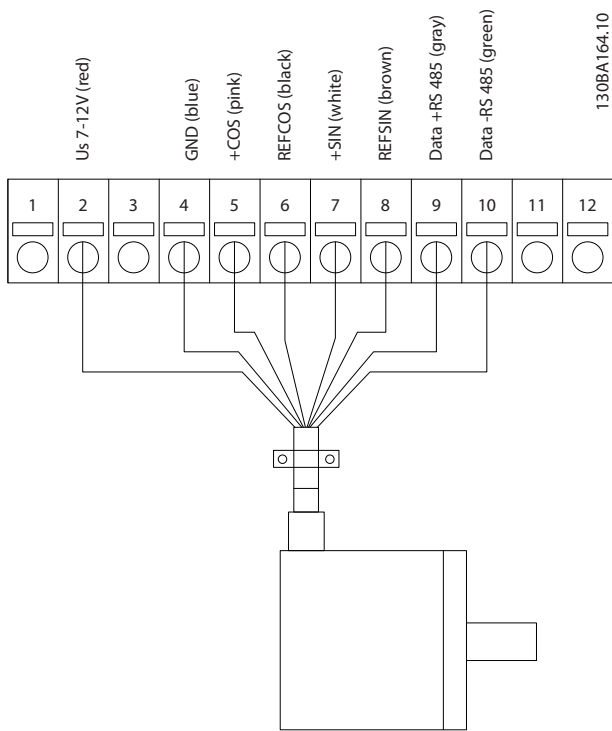 Us 7-12V (red)
GND (blue)
+COS (pink)
REFCOS (black)
+SIN (white)
REFSIN (brown)
Data +RS 485 (gray)
Data -RS 485 (green)
130BA164.10
1 2 3 4 5 6 7 8 9 10 11 12